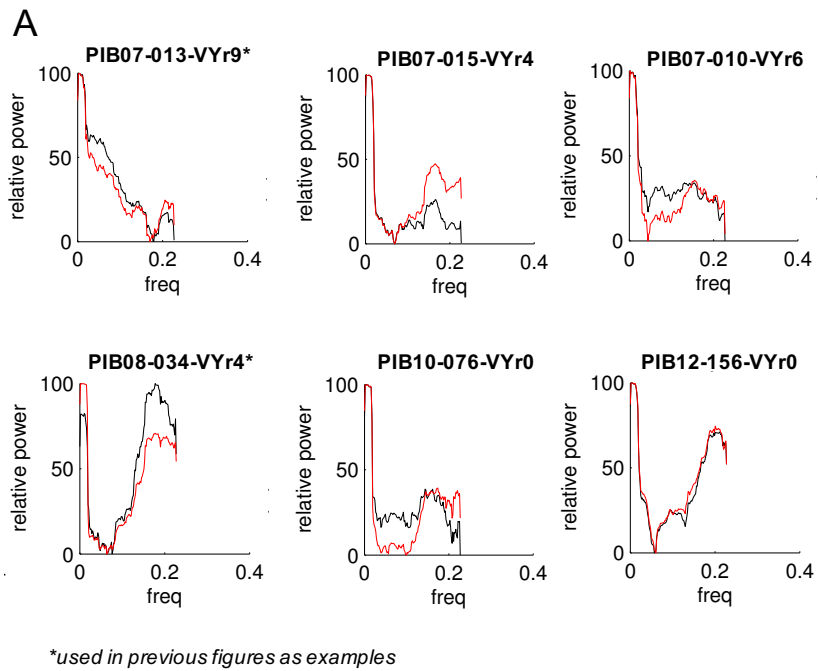 A
PIB07-013-VYr9*
100
50
0
relative power
0
0.2
0.4
freq
PIB07-015-VYr4
100
50
0
relative power
0
0.2
0.4
freq
PIB07-010-VYr6
100
50
0
relative power
0
0.2
0.4
freq
PIB08-034-VYr4*
100
50
0
relative power
0
0.2
0.4
freq
PIB10-076-VYr0
100
50
0
relative power
0
0.2
0.4
freq
PIB12-156-VYr0
100
50
0
relative power
0
0.2
0.4
freq
*used in previous figures as examples